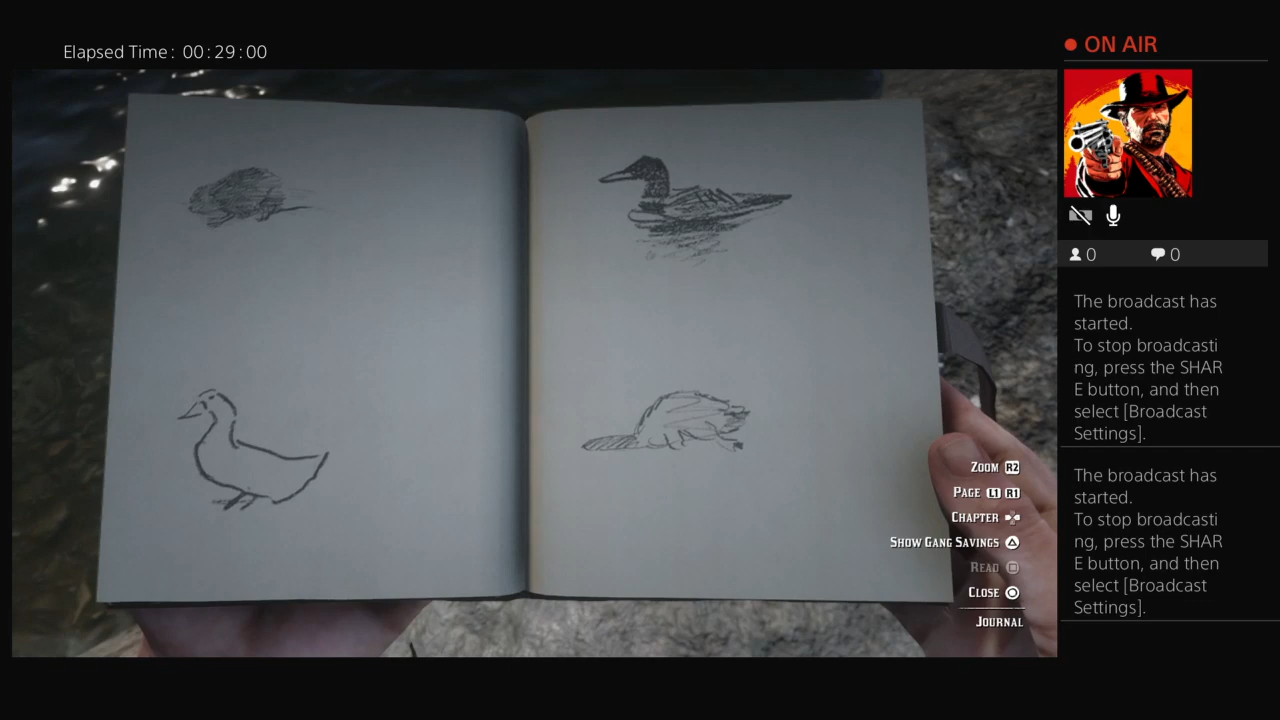 Elapsed Time: 00:29:00
ON AIR
0 0
The broadcast has
started.
To stop broadcasti
ng, press the SHAR
E button, and then
select [Broadcast
Settings].
The broadcast has
started.
To stop broadcasti
ng, press the SHAR
E button, and then
select [Broadcast
Settings].
ZOOM R2
PAGE L1 R1
CHAPTER
SHOW GANG SAVINGS
READ
CLOSE
JOURNAL